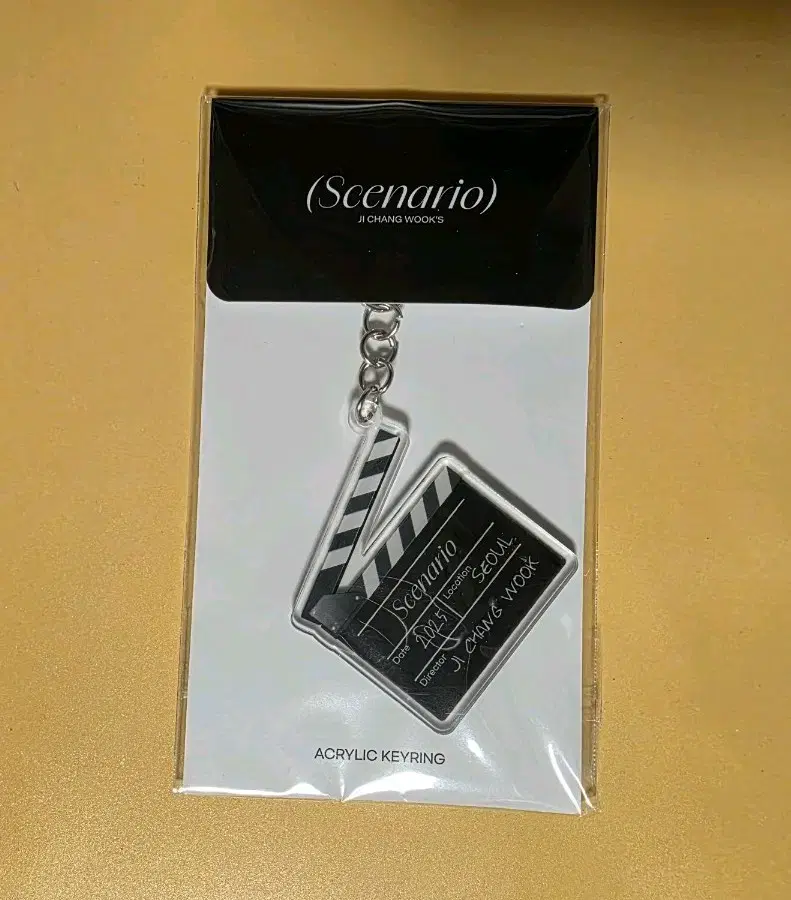 (Scenario)
JI CHANG WOOK'S
Scenario
Date 2025 Location SEOUL
Director JI CHANG WOOK
ACRYLIC KEYRING